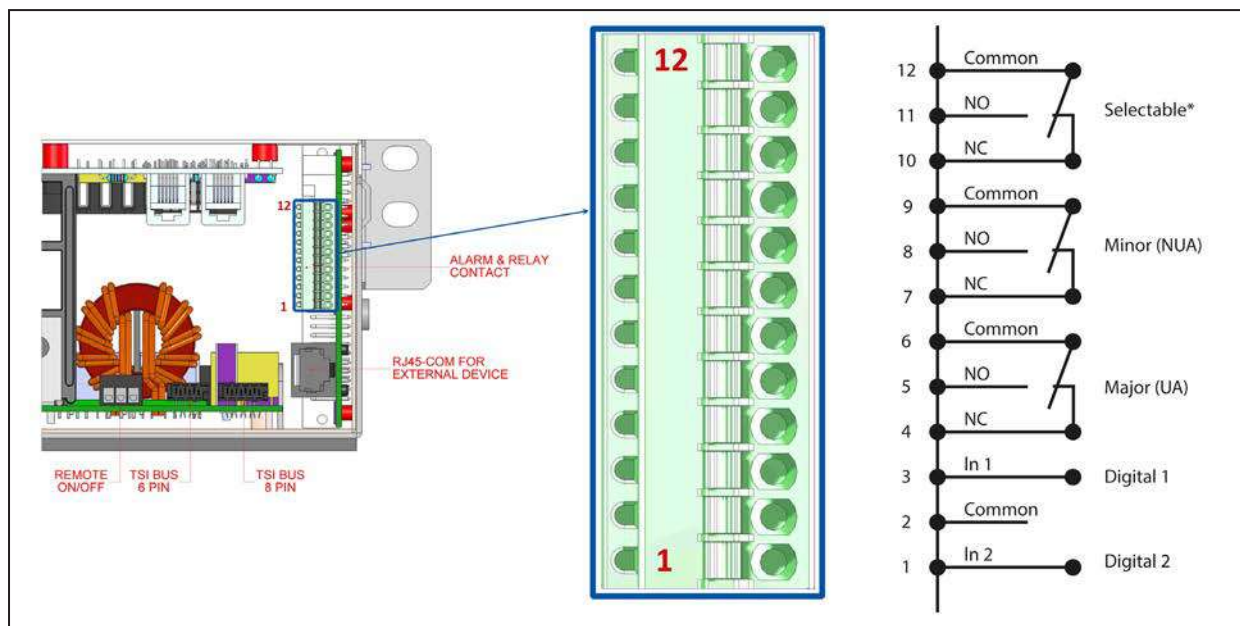 12
1
ALARM & RELAY
CONTACT
RJ45-COM FOR
EXTERNAL DEVICE
REMOTE
ON/OFF
TSI BUS
6 PIN
TSI BUS
8 PIN
12
1
12 Common
11 NO Selectable*
10 NC
9 Common
8 NO Minor (NUA)
7 NC
6 Common
5 NO Major (UA)
4 NC
3 In 1 Digital 1
2 Common
1 In 2 Digital 2